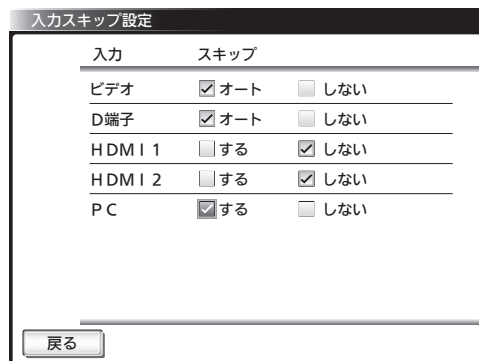 入力スキップ設定
入力 スキップ
ビデオ オート しない
D端子 オート しない
ＨＤＭＩ１ する しない
ＨＤＭＩ２ する しない
ＰＣ する しない
戻る